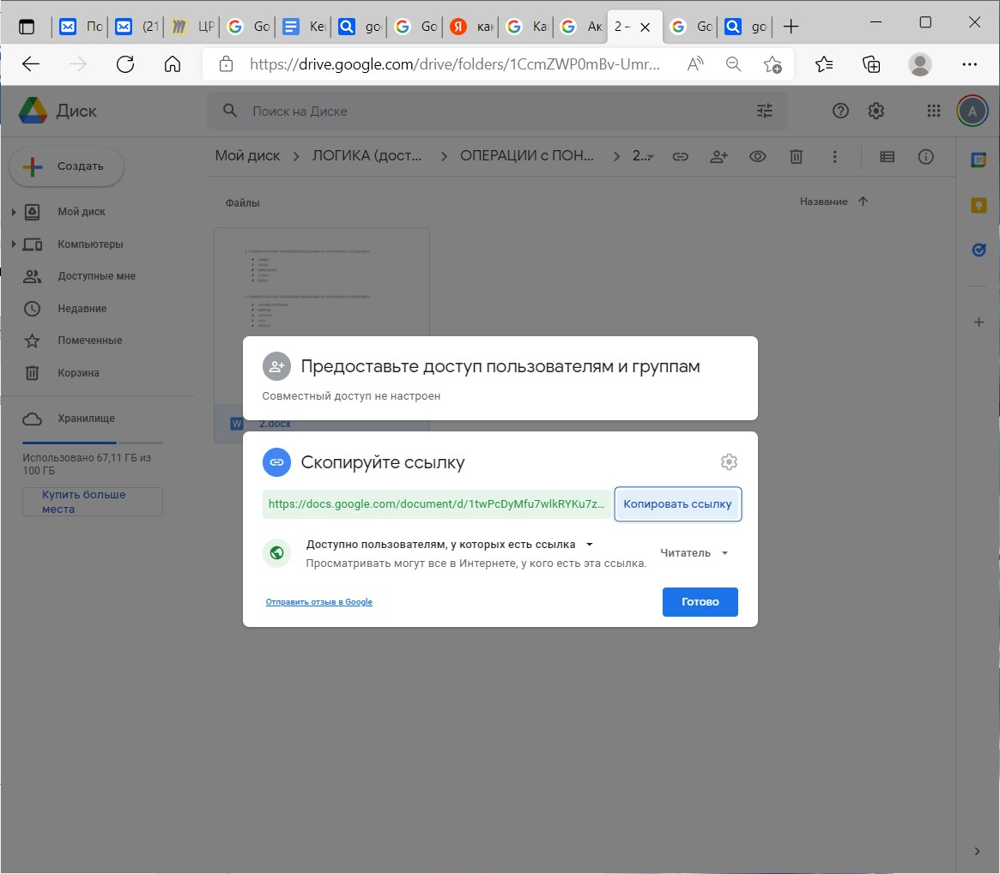 По
(21
ЦР
Go
Кеі
go
Go
как
Ка
Ак
2 –
Go
go
https://drive.google.com/drive/folders/1CcmZWP0mBv-Umr...
Диск
Поиск на Диске
A
Создать
Мой диск
ЛОГИКА (дост...
ОПЕРАЦИИ с ПОН...
2...
Мой диск
Компьютеры
Доступные мне
Недавние
Помеченные
Корзина
Хранилище
Использовано 67,11 ГБ из
100 ГБ
Купить больше
места
Файлы
Название
W
2.docx
31
Предоставьте доступ пользователям и группам
Совместный доступ не настроен
Скопируйте ссылку
https://docs.google.com/document/d/1twPcDyMfu7wlkRYKu7z...
Копировать ссылку
Доступно пользователям, у которых есть ссылка
Просматривать могут все в Интернете, у кого есть эта ссылка.
Читатель
Отправить отзыв в Google
Готово